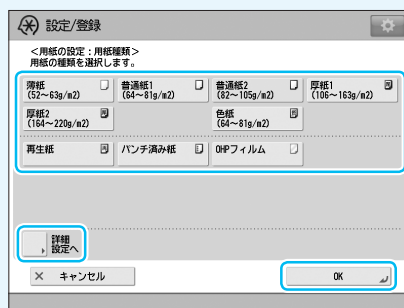 設定/登録
<用紙の設定：用紙種類>
用紙の種類を選択します。
薄紙
(52～63g/m2)
普通紙1
(64～81g/m2)
普通紙2
(82～105g/m2)
厚紙1
(106～163g/m2)
厚紙2
(164～220g/m2)
色紙
(64～81g/m2)
再生紙
パンチ済み紙
OHPフィルム
詳細
設定へ
× キャンセル
OK